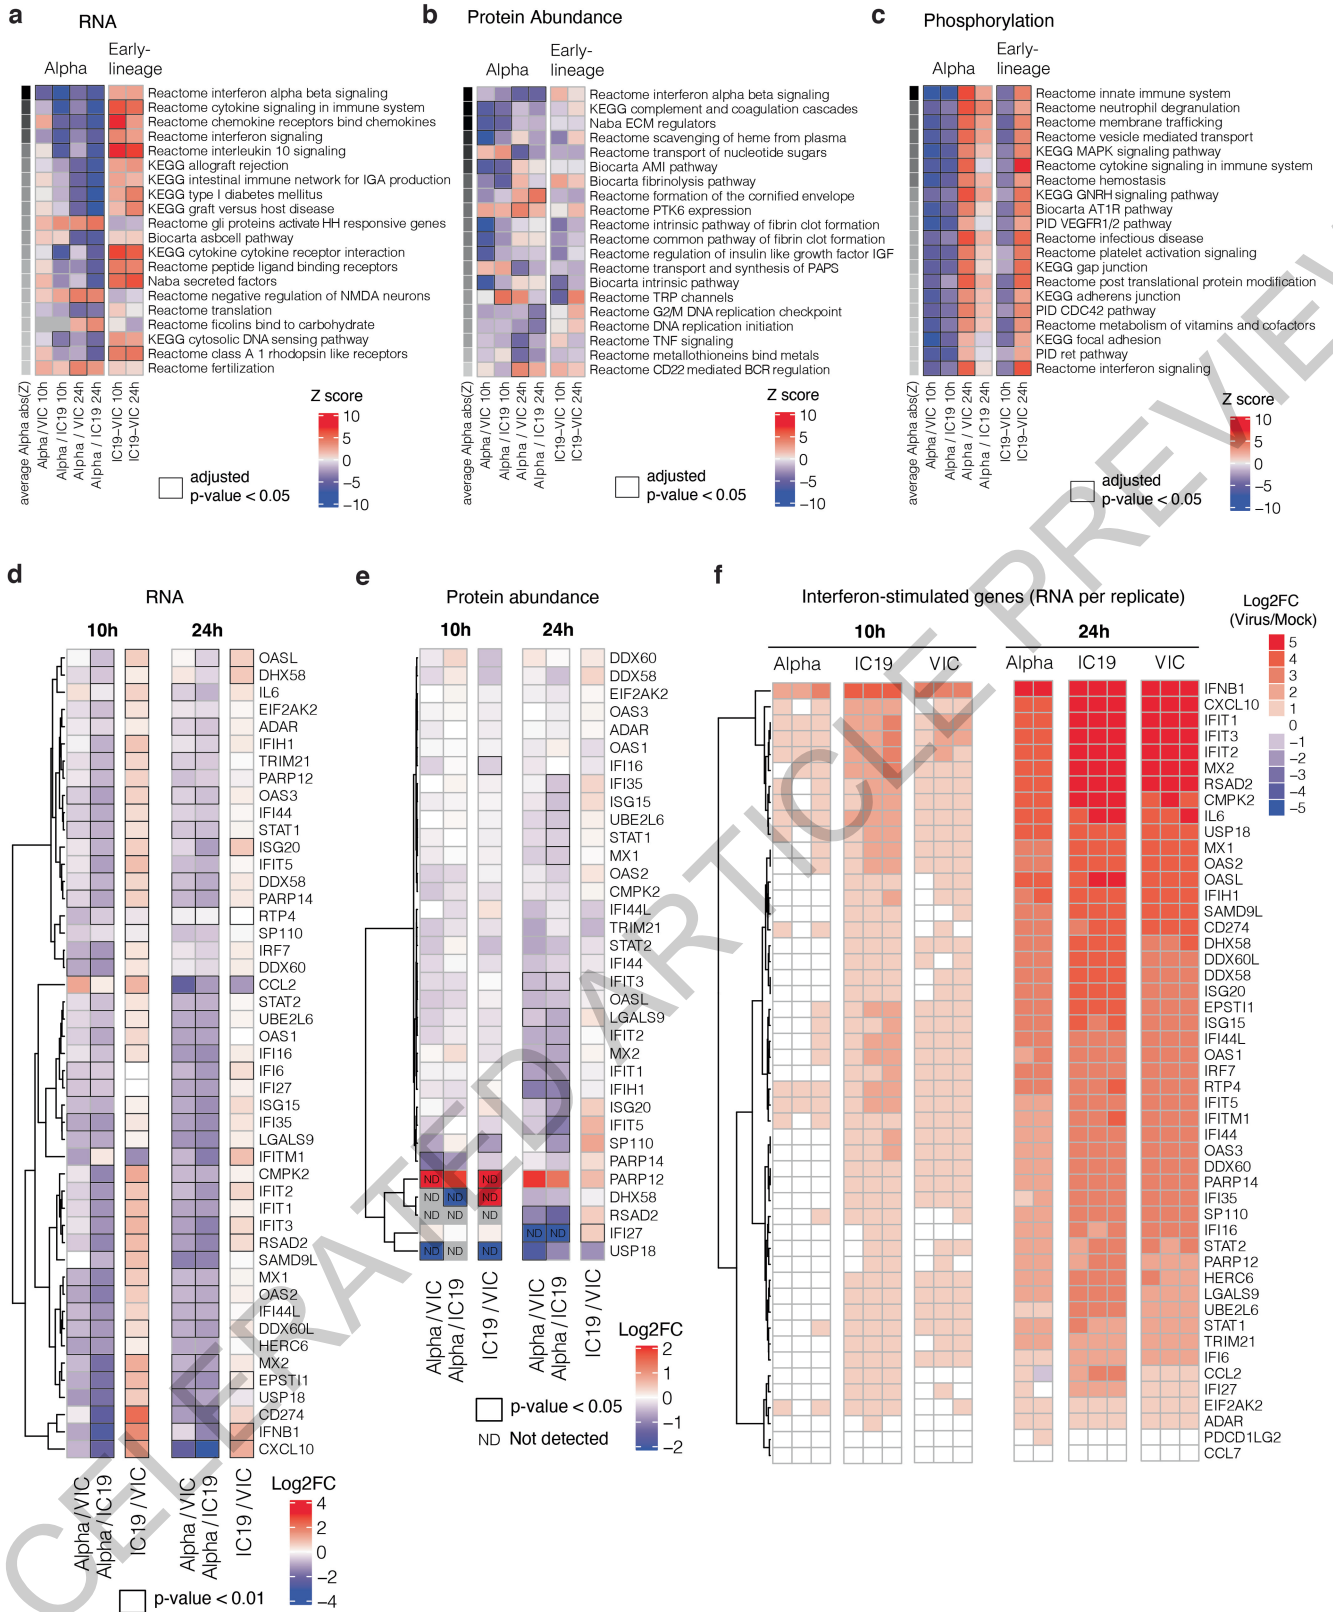 a
RNA
Alpha
Early-
lineage
Reactome interferon alpha beta signaling
Reactome cytokine signaling in immune system
Reactome chemokine receptors bind chemokines
Reactome interferon signaling
Reactome interleukin 10 signaling
KEGG allograft rejection
KEGG intestinal immune network for IGA production
KEGG type I diabetes mellitus
KEGG graft versus host disease
Reactome gli proteins activate HH responsive genes
Biocarta asbcell pathway
KEGG cytokine cytokine receptor interaction
Reactome peptide ligand binding receptors
Naba secreted factors
Reactome negative regulation of NMDA neurons
Reactome translation
Reactome ficolins bind to carbohydrate
KEGG cytosolic DNA sensing pathway
Reactome class A 1 rhodopsin like receptors
Reactome fertilization
average Alpha abs(Z)
Alpha / VIC 10h
Alpha / IC19 10h
Alpha / VIC 24h
Alpha / IC19 24h
IC19–VIC 10h
IC19–VIC 24h
Z score
10
5
0
−5
−10
adjusted
p-value < 0.05
b
Protein Abundance
Alpha
Early-
lineage
Reactome interferon alpha beta signaling
KEGG complement and coagulation cascades
Naba ECM regulators
Reactome scavenging of heme from plasma
Reactome transport of nucleotide sugars
Biocarta AMI pathway
Biocarta fibrinolysis pathway
Reactome formation of the cornified envelope
Reactome PTK6 expression
Reactome intrinsic pathway of fibrin clot formation
Reactome common pathway of fibrin clot formation
Reactome regulation of insulin like growth factor IGF
Reactome transport and synthesis of PAPS
Biocarta intrinsic pathway
Reactome TRP channels
Reactome G2/M DNA replication checkpoint
Reactome DNA replication initiation
Reactome TNF signaling
Reactome metallothioneins bind metals
Reactome CD22 mediated BCR regulation
average Alpha abs(Z)
Alpha / VIC 10h
Alpha / IC19 10h
Alpha / VIC 24h
Alpha / IC19 24h
IC19–VIC 10h
IC19–VIC 24h
Z score
10
5
0
−5
−10
adjusted
p-value < 0.05
c
Phosphorylation
Alpha
Early-
lineage
Reactome innate immune system
Reactome neutrophil degranulation
Reactome membrane trafficking
Reactome vesicle mediated transport
KEGG MAPK signaling pathway
Reactome cytokine signaling in immune system
Reactome hemostasis
KEGG GNRH signaling pathway
Biocarta AT1R pathway
PID VEGFR1/2 pathway
Reactome infectious disease
Reactome platelet activation signaling
KEGG gap junction
Reactome post translational protein modification
KEGG adherens junction
PID CDC42 pathway
Reactome metabolism of vitamins and cofactors
KEGG focal adhesion
PID ret pathway
Reactome interferon signaling
average Alpha abs(Z)
Alpha / VIC 10h
Alpha / IC19 10h
Alpha / VIC 24h
Alpha / IC19 24h
IC19–VIC 10h
IC19–VIC 24h
Z score
10
5
0
−5
−10
adjusted
p-value < 0.05
d
RNA
10h
24h
OASL
DHX58
IL6
EIF2AK2
ADAR
IFIH1
TRIM21
PARP12
OAS3
IFI44
STAT1
ISG20
IFIT5
DDX58
PARP14
RTP4
SP110
IRF7
DDX60
CCL2
STAT2
UBE2L6
OAS1
IFI16
IFI6
IFI27
ISG15
IFI35
LGALS9
IFITM1
CMPK2
IFIT2
IFIT1
IFIT3
RSAD2
SAMD9L
MX1
OAS2
IFI44L
DDX60L
HERC6
MX2
EPSTI1
USP18
CD274
IFNB1
CXCL10
Alpha / VIC
Alpha / IC19
IC19 / VIC
Alpha / VIC
Alpha / IC19
IC19 / VIC
Log2FC
4
2
0
−2
−4
p-value < 0.01
e
Protein abundance
10h
24h
DDX60
DDX58
EIF2AK2
OAS3
ADAR
OAS1
IFI16
IFI35
ISG15
UBE2L6
STAT1
MX1
OAS2
CMPK2
IFI44L
TRIM21
STAT2
IFI44
IFIT3
OASL
LGALS9
IFIT2
MX2
IFIT1
IFIH1
ISG20
IFIT5
SP110
PARP14
ND ND PARP12
ND ND ND DHX58
ND ND ND RSAD2
ND ND IFI27
ND ND ND USP18
Alpha / VIC
Alpha / IC19
IC19 / VIC
Alpha / VIC
Alpha / IC19
IC19 / VIC
Log2FC
2
1
0
−1
−2
p-value < 0.05
ND Not detected
f
Interferon-stimulated genes (RNA per replicate)
10h
24h
Alpha IC19 VIC
Alpha IC19 VIC
Log2FC
(Virus/Mock)
5
4
3
2
1
0
−1
−2
−3
−4
−5
IFNB1
CXCL10
IFIT1
IFIT3
IFIT2
MX2
RSAD2
CMPK2
IL6
USP18
MX1
OAS2
OASL
IFIH1
SAMD9L
CD274
DHX58
DDX60L
DDX58
ISG20
EPSTI1
ISG15
IFI44L
OAS1
IRF7
RTP4
IFIT5
IFITM1
IFI44
OAS3
DDX60
PARP14
IFI35
SP110
IFI16
STAT2
PARP12
HERC6
LGALS9
UBE2L6
STAT1
TRIM21
IFI6
CCL2
IFI27
EIF2AK2
ADAR
PDCD1LG2
CCL7
CELERATED ARTICLE PREVIEW